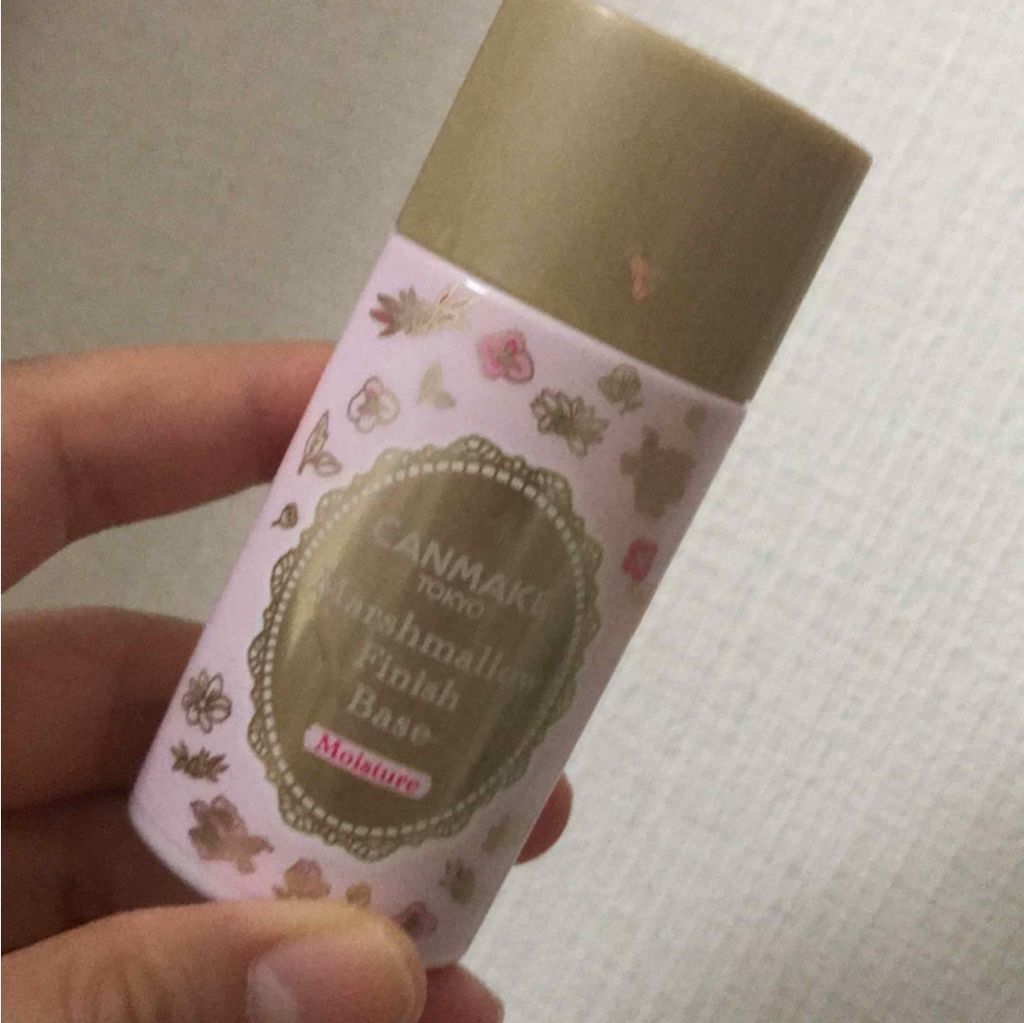 CANMAKE
TOKYO
Marshmallow
Finish
Base
Moisture